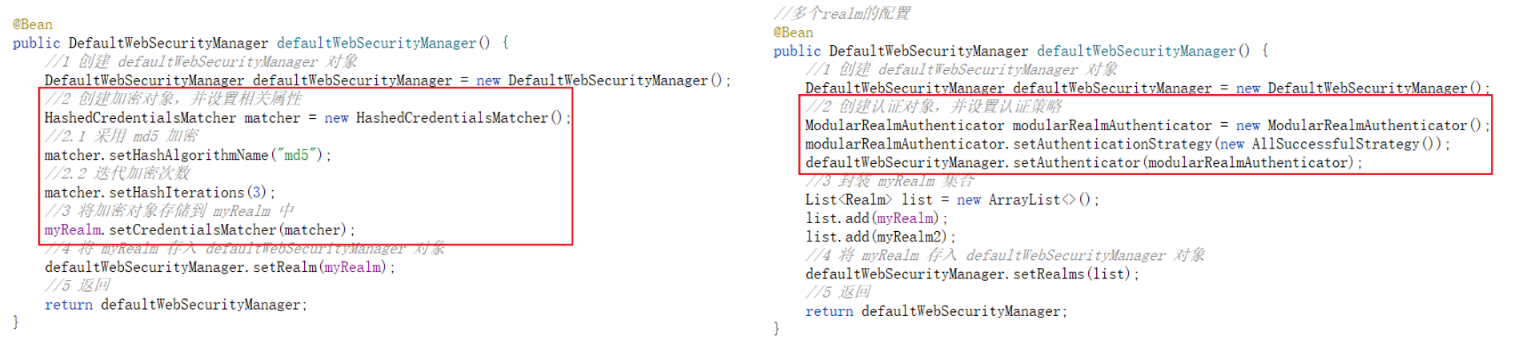 @Bean
public DefaultWebSecurityManager defaultWebSecurityManager() {
//1 创建 defaultWebSecurityManager 对象
DefaultWebSecurityManager defaultWebSecurityManager = new DefaultWebSecurityManager();
//2 创建加密对象，并设置相关属性
HashedCredentialsMatcher matcher = new HashedCredentialsMatcher();
//2.1 采用 md5 加密
matcher.setHashAlgorithmName("md5");
//2.2 迭代加密次数
matcher.setHashIterations(3);
//3 将加密对象存储到 myRealm 中
myRealm.setCredentialsMatcher(matcher);
//4 将 myRealm 存入 defaultWebSecurityManager 对象
defaultWebSecurityManager.setRealm(myRealm);
//5 返回
return defaultWebSecurityManager;
}
//多个realm的配置
@Bean
public DefaultWebSecurityManager defaultWebSecurityManager() {
//1 创建 defaultWebSecurityManager 对象
DefaultWebSecurityManager defaultWebSecurityManager = new DefaultWebSecurityManager();
//2 创建认证对象，并设置认证策略
ModularRealmAuthenticator modularRealmAuthenticator = new ModularRealmAuthenticator();
modularRealmAuthenticator.setAuthenticationStrategy(new AllSuccessfulStrategy());
defaultWebSecurityManager.setAuthenticator(modularRealmAuthenticator);
//3 封装 myRealm 集合
List<Realm> list = new ArrayList<>();
list.add(myRealm);
list.add(myRealm2);
//4 将 myRealm 存入 defaultWebSecurityManager 对象
defaultWebSecurityManager.setRealms(list);
//5 返回
return defaultWebSecurityManager;
}